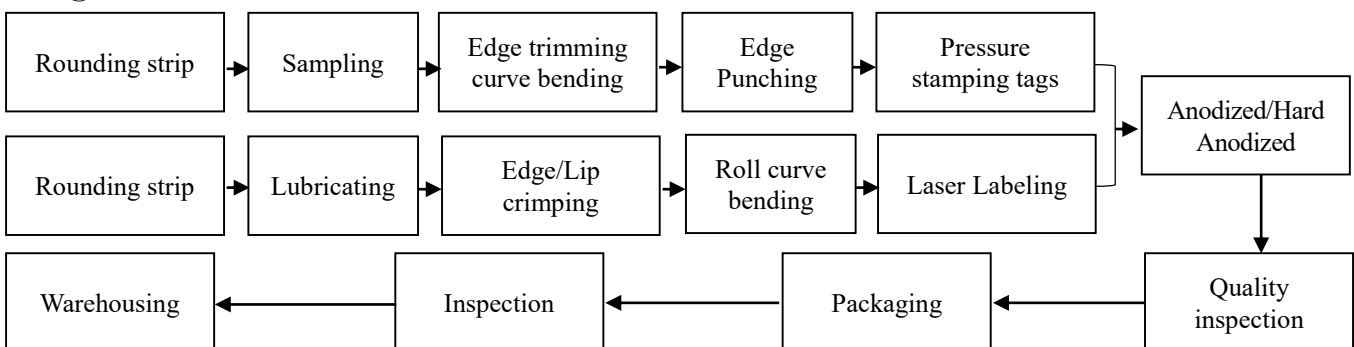 Rounding strip
Sampling
Edge trimming
curve bending
Edge
Punching
Pressure
stamping tags
Anodized/Hard
Anodized
Rounding strip
Lubricating
Edge/Lip
crimping
Roll curve
bending
Laser Labeling
Warehousing
Inspection
Packaging
Quality
inspection